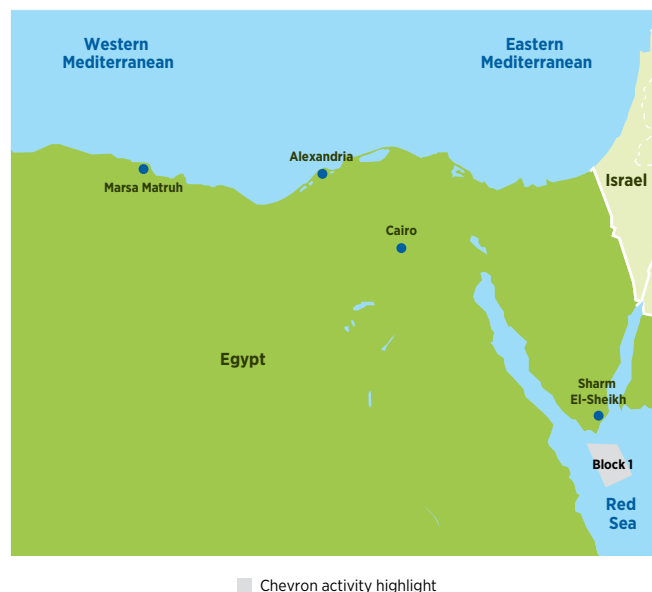 Western
Mediterranean
Eastern
Mediterranean
Alexandria
Marsa Matruh
Israel
Cairo
Egypt
Sharm
El-Sheikh
Block 1
Red
Sea
Chevron activity highlight